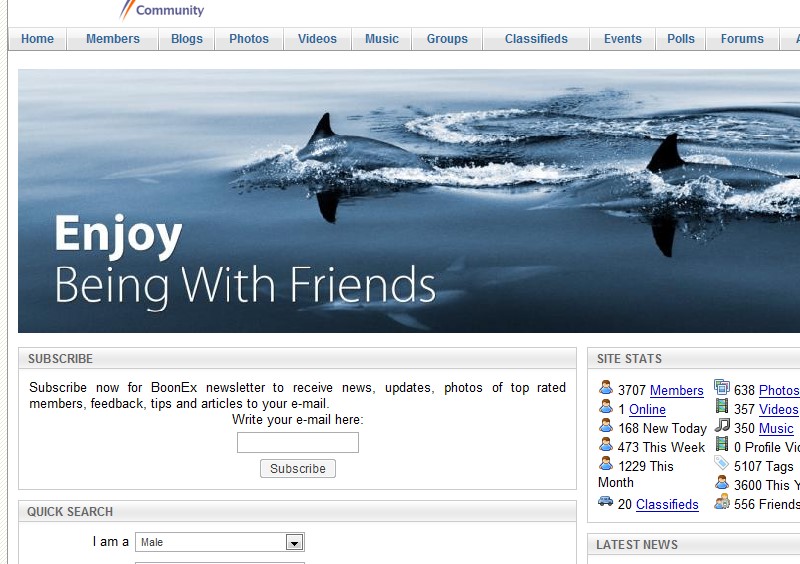 Community
Home Members Blogs Photos Videos Music Groups Classifieds Events Polls Forums A
Enjoy
Being With Friends
SUBSCRIBE
Subscribe now for BoonEx newsletter to receive news, updates, photos of top rated
members, feedback, tips and articles to your e-mail.
Write your e-mail here:
Subscribe
QUICK SEARCH
I am a Male
SITE STATS
3707 Members 638 Photos
1 Online 357 Videos
168 New Today 350 Music
473 This Week 0 Profile Vi
1229 This 5107 Tags
Month 3600 This Y
20 Classifieds 556 Friends
LATEST NEWS